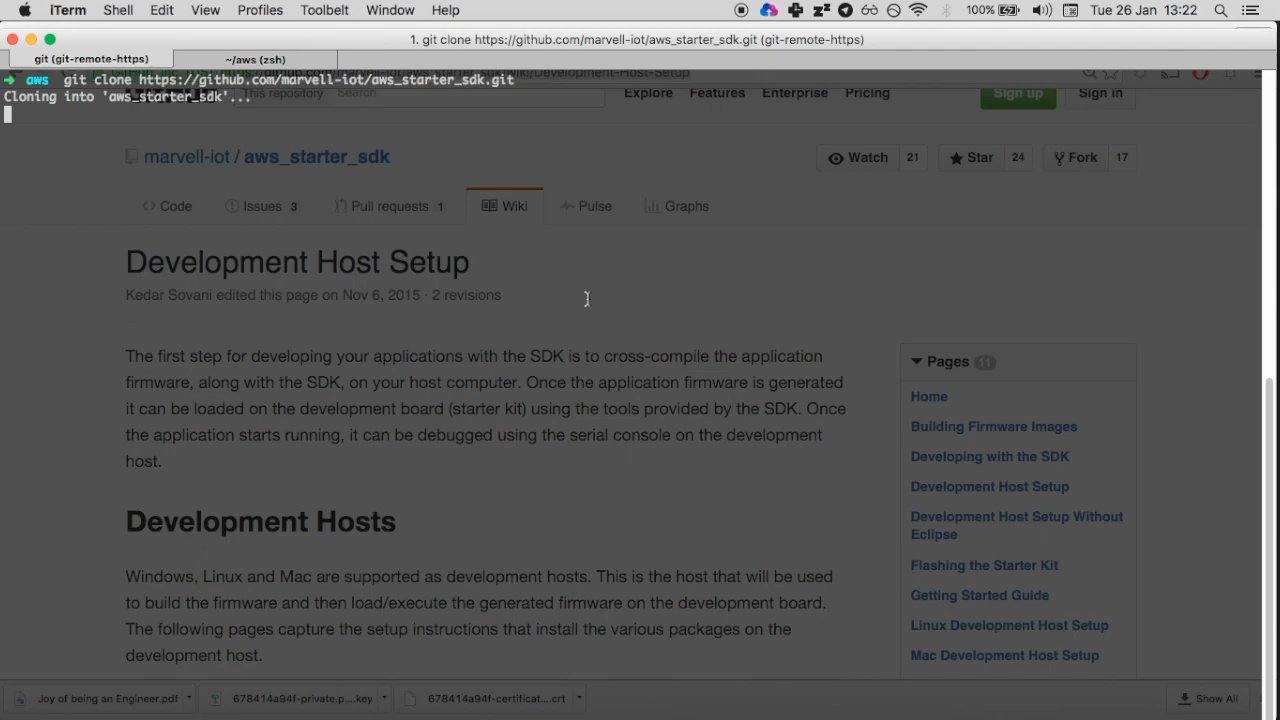 iTerm Shell Edit View Profiles Toolbelt Window Help 100% Tue 26 Jan 13:22
1. git clone https://github.com/marvell-iot/aws_starter_sdk.git (git-remote-https)
git (git-remote-https) ~/aws (zsh)
→ aws git clone https://github.com/marvell-iot/aws_starter_sdk.git
Cloning into 'aws_starter_sdk'...
This repository Search Explore Features Enterprise Pricing Sign up Sign in
marvell-iot / aws_starter_sdk Watch 21 Star 24 Fork 17
Code Issues 3 Pull requests 1 Wiki Pulse Graphs
Development Host Setup
Kedar Sovani edited this page on Nov 6, 2015 · 2 revisions
The first step for developing your applications with the SDK is to cross-compile the application
firmware, along with the SDK, on your host computer. Once the application firmware is generated
it can be loaded on the development board (starter kit) using the tools provided by the SDK. Once
the application starts running, it can be debugged using the serial console on the development
host.
Development Hosts
Windows, Linux and Mac are supported as development hosts. This is the host that will be used
to build the firmware and then load/execute the generated firmware on the development board.
The following pages capture the setup instructions that install the various packages on the
development host.
Pages 11
Home
Building Firmware Images
Developing with the SDK
Development Host Setup
Development Host Setup Without
Eclipse
Flashing the Starter Kit
Getting Started Guide
Linux Development Host Setup
Mac Development Host Setup
Joy of being an Engineer.pdf 678414a94f-private.p....key 678414a94f-certificat....crt Show All